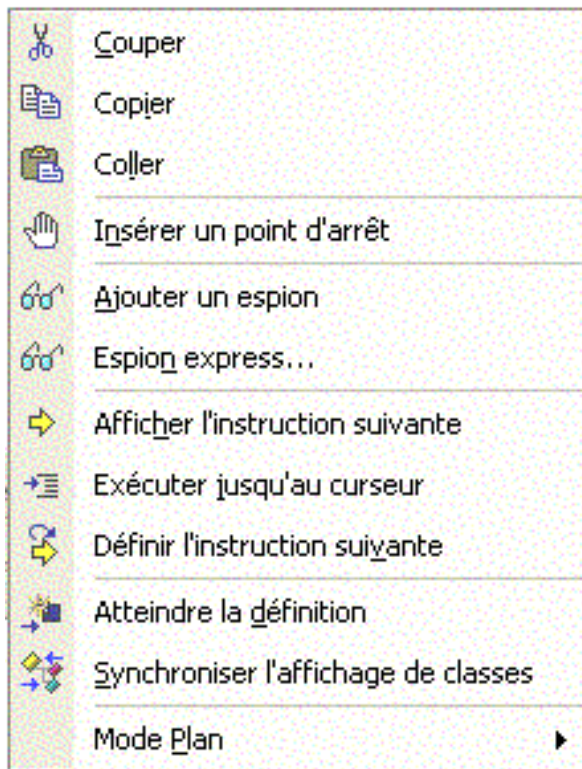 Couper
Copier
Coller
Insérer un point d'arrêt
Ajouter un espion
Espion express...
Afficher l'instruction suivante
Exécuter jusqu'au curseur
Définir l'instruction suivante
Atteindre la définition
Synchroniser l'affichage de classes
Mode Plan